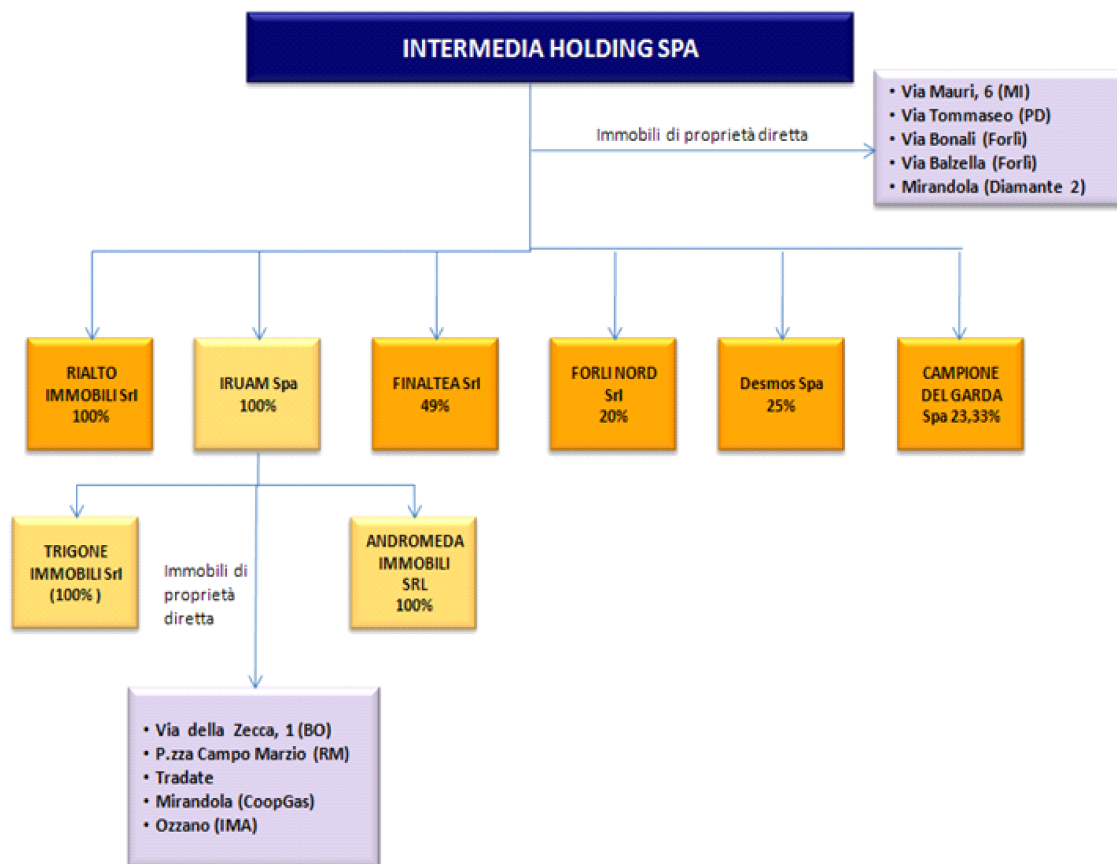 INTERMEDIA HOLDING SPA
• Via Mauri, 6 (MI)
• Via Tommaseo (PD)
• Via Bonali (Forlì)
• Via Balzella (Forlì)
• Mirandola (Diamante 2)
Immobili di proprietà diretta
RIALTO
IMMOBILI Srl
100%
IRUAM Spa
100%
FINALTEA Srl
49%
FORLI NORD
Srl
20%
Desmos Spa
25%
CAMPIONE
DEL GARDA
Spa 23,33%
TRIGONE
IMMOBILI Srl
(100% )
Immobili di
proprietà
diretta
ANDROMEDA
IMMOBILI
SRL
100%
• Via della Zecca, 1 (BO)
• P.zza Campo Marzio (RM)
• Tradate
• Mirandola (CoopGas)
• Ozzano (IMA)